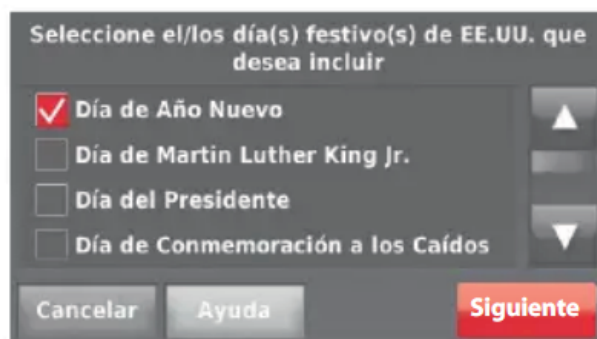 Seleccione el/los día(s) festivo(s) de EE.UU. que
desea incluir
Día de Año Nuevo
Día de Martin Luther King Jr.
Día del Presidente
Día de Conmemoración a los Caídos
Cancelar
Ayuda
Siguiente